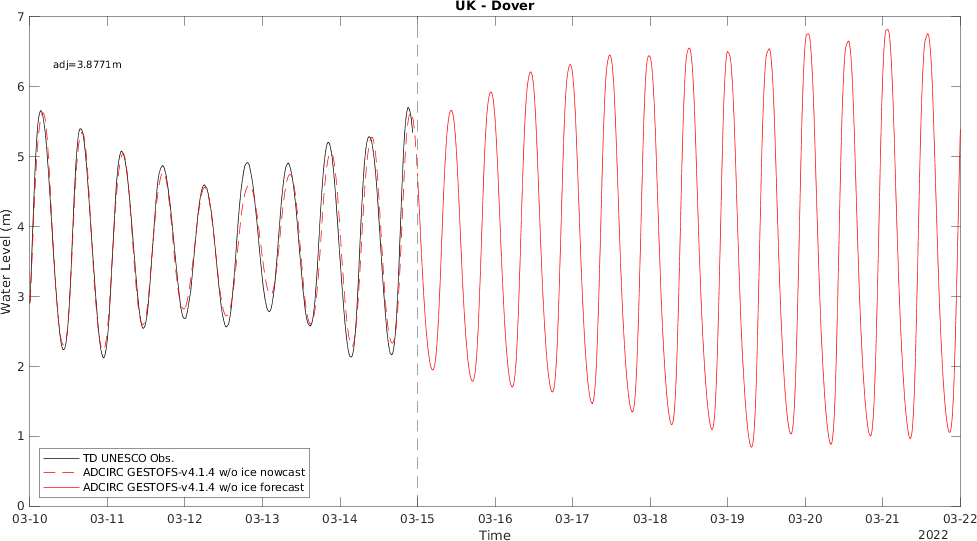 UK - Dover
7
adj=3.8771m
6
5
4
3
2
1
0
Water Level (m)
TD UNESCO Obs.
ADCIRC GESTOFS-v4.1.4 w/o ice nowcast
ADCIRC GESTOFS-v4.1.4 w/o ice forecast
03-10 03-11 03-12 03-13 03-14 03-15 03-16 03-17 03-18 03-19 03-20 03-21 03-22
Time
2022